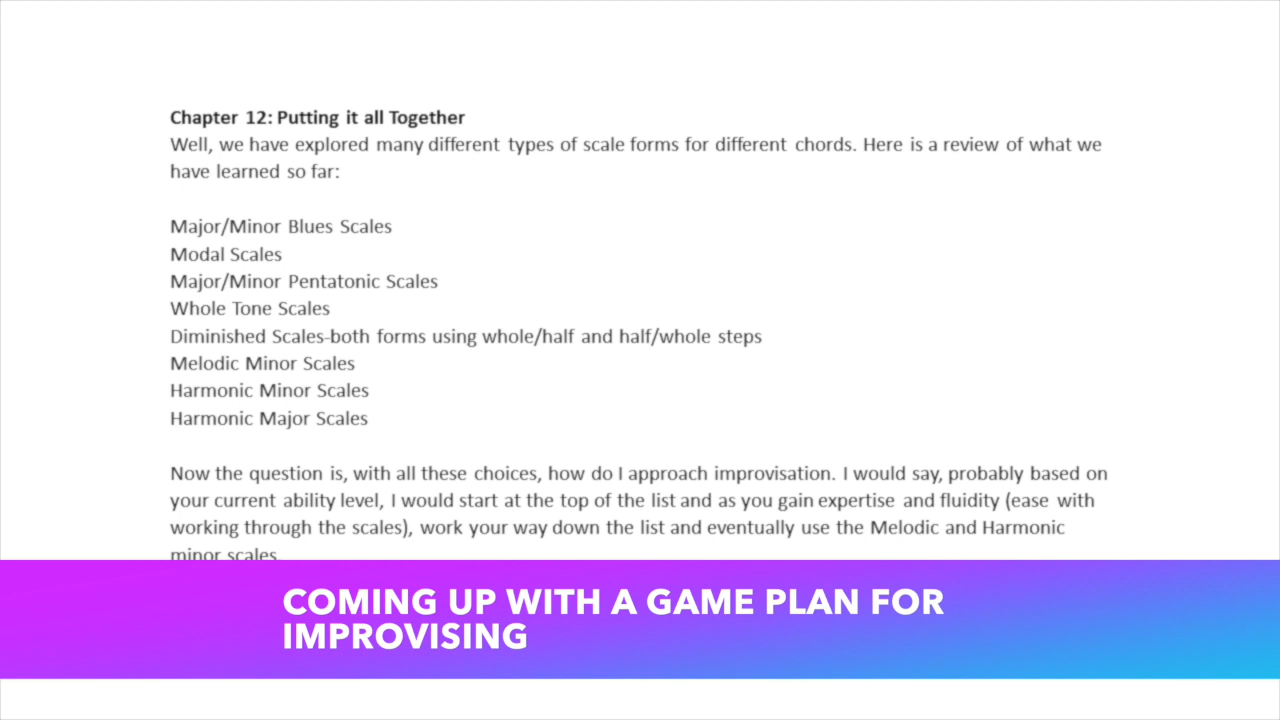 Chapter 12: Putting it all Together
Well, we have explored many different types of scale forms for different chords. Here is a review of what we
have learned so far:
Major/Minor Blues Scales
Modal Scales
Major/Minor Pentatonic Scales
Whole Tone Scales
Diminished Scales-both forms using whole/half and half/whole steps
Melodic Minor Scales
Harmonic Minor Scales
Harmonic Major Scales
Now the question is, with all these choices, how do I approach improvisation. I would say, probably based on
your current ability level, I would start at the top of the list and as you gain expertise and fluidity (ease with
working through the scales), work your way down the list and eventually use the Melodic and Harmonic
minor scales.
COMING UP WITH A GAME PLAN FOR
IMPROVISING